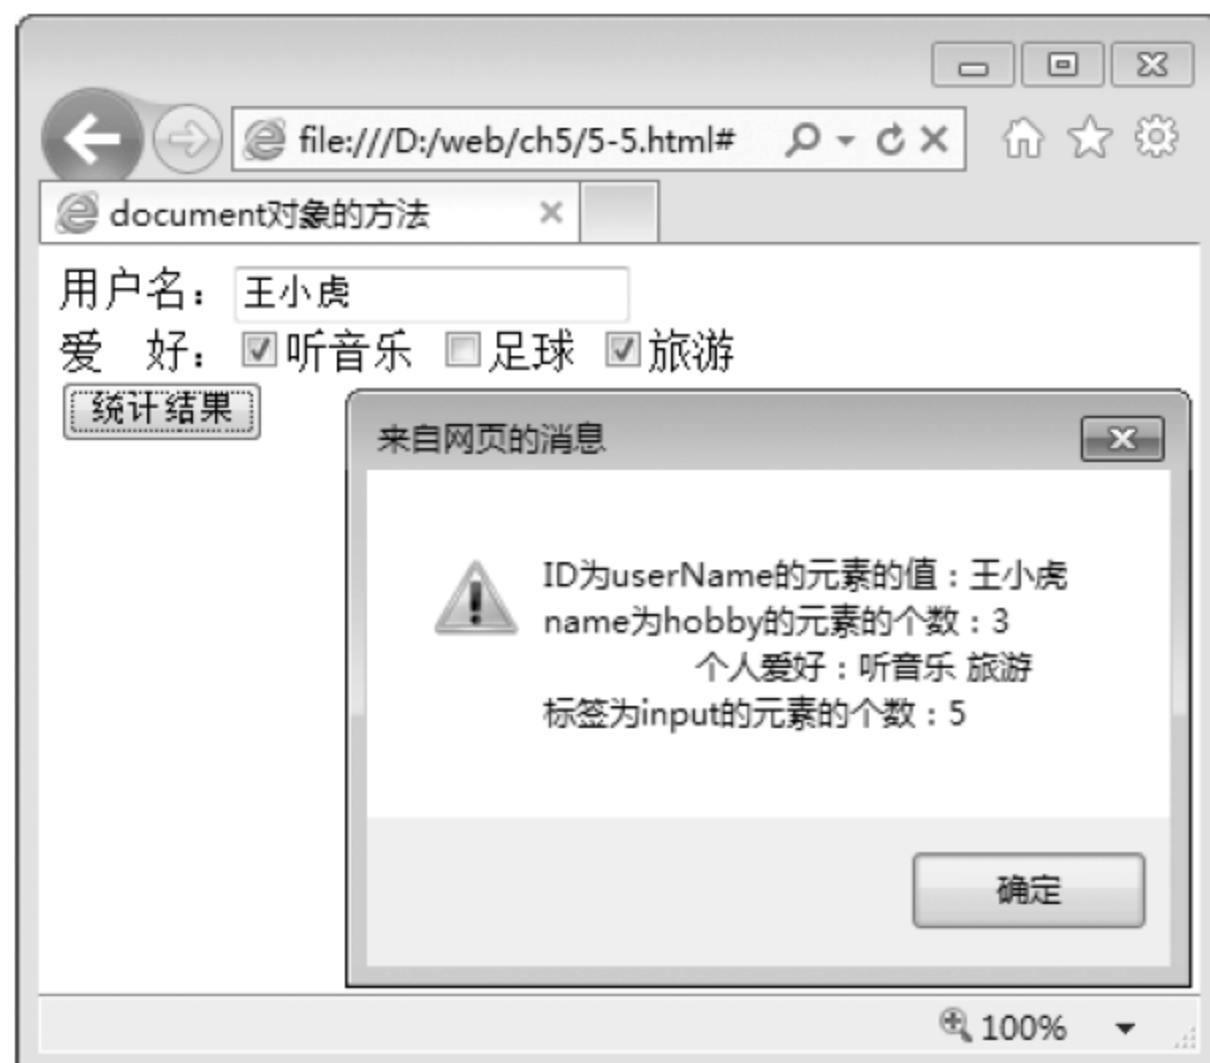 file:///D:/web/ch5/5-5.html#
document对象的方法
用户名：王小虎
爱 好：听音乐 足球 旅游
统计结果
来自网页的消息
ID为userName的元素的值：王小虎
name为hobby的元素的个数：3
个人爱好：听音乐 旅游
标签为input的元素的个数：5
确定
100%